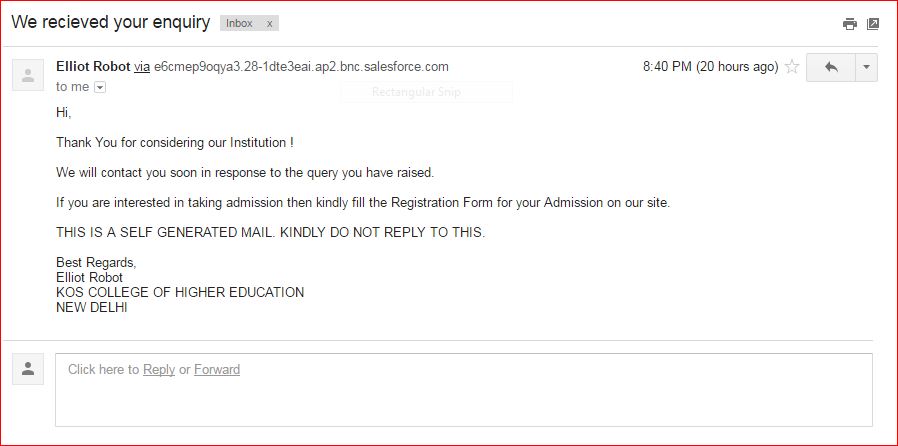 We recieved your enquiry Inbox x
Elliot Robot via e6cmep9oqya3.28-1dte3eai.ap2.bnc.salesforce.com 8:40 PM (20 hours ago)
to me
Rectangular Snip
Hi,
Thank You for considering our Institution !
We will contact you soon in response to the query you have raised.
If you are interested in taking admission then kindly fill the Registration Form for your Admission on our site.
THIS IS A SELF GENERATED MAIL. KINDLY DO NOT REPLY TO THIS.
Best Regards,
Elliot Robot
KOS COLLEGE OF HIGHER EDUCATION
NEW DELHI
Click here to Reply or Forward